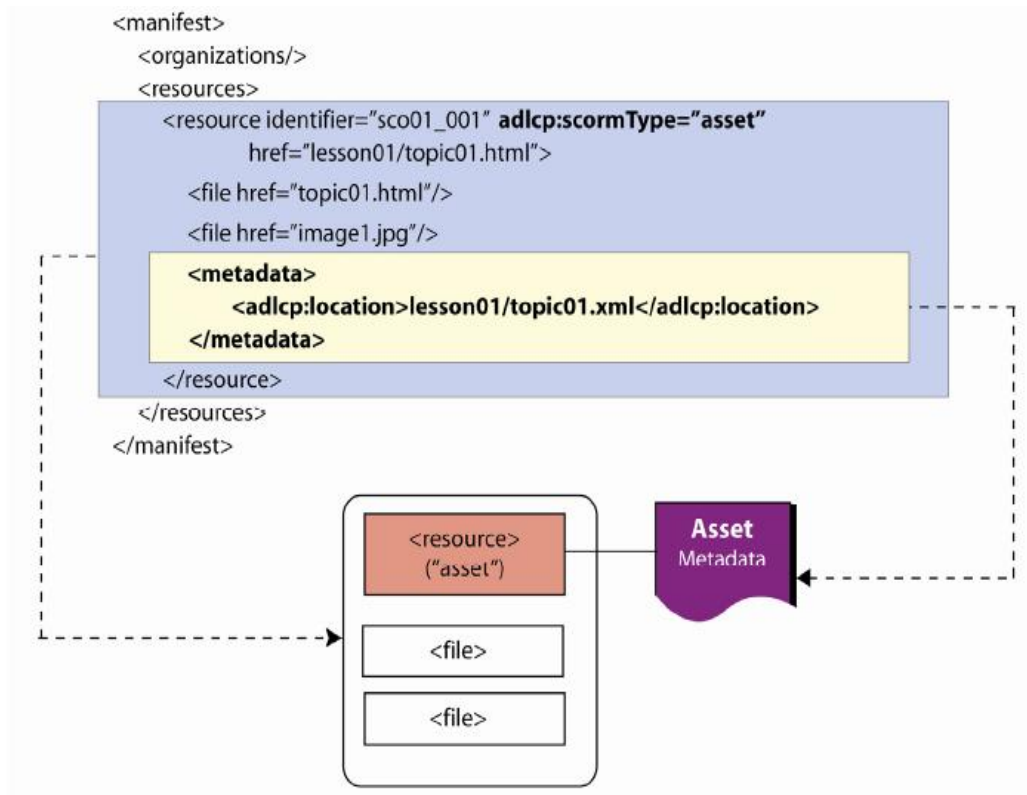 <manifest>
<organizations/>
<resources>
<resource identifier="sco01_001" adlcp:scormType="asset"
href="lesson01/topic01.html">
<file href="topic01.html"/>
<file href="image1.jpg"/>
<metadata>
<adlcp:location>lesson01/topic01.xml</adlcp:location>
</metadata>
</resource>
</resources>
</manifest>
<resource>
("asset")
Asset
Metadata
<file>
<file>